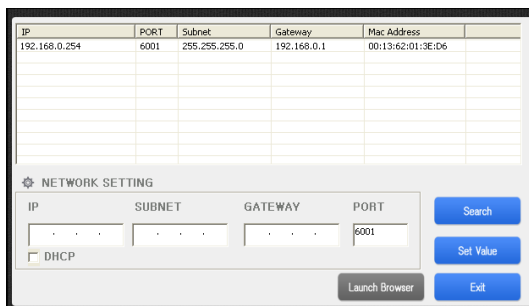 IP PORT Subnet Gateway Mac Address
192.168.0.254 6001 255.255.255.0 192.168.0.1 00:13:62:01:3E:D6
NETWORK SETTING
IP SUBNET GATEWAY PORT
. . . . . . . . . 6001
DHCP
Search
Set Value
Launch Browser Exit